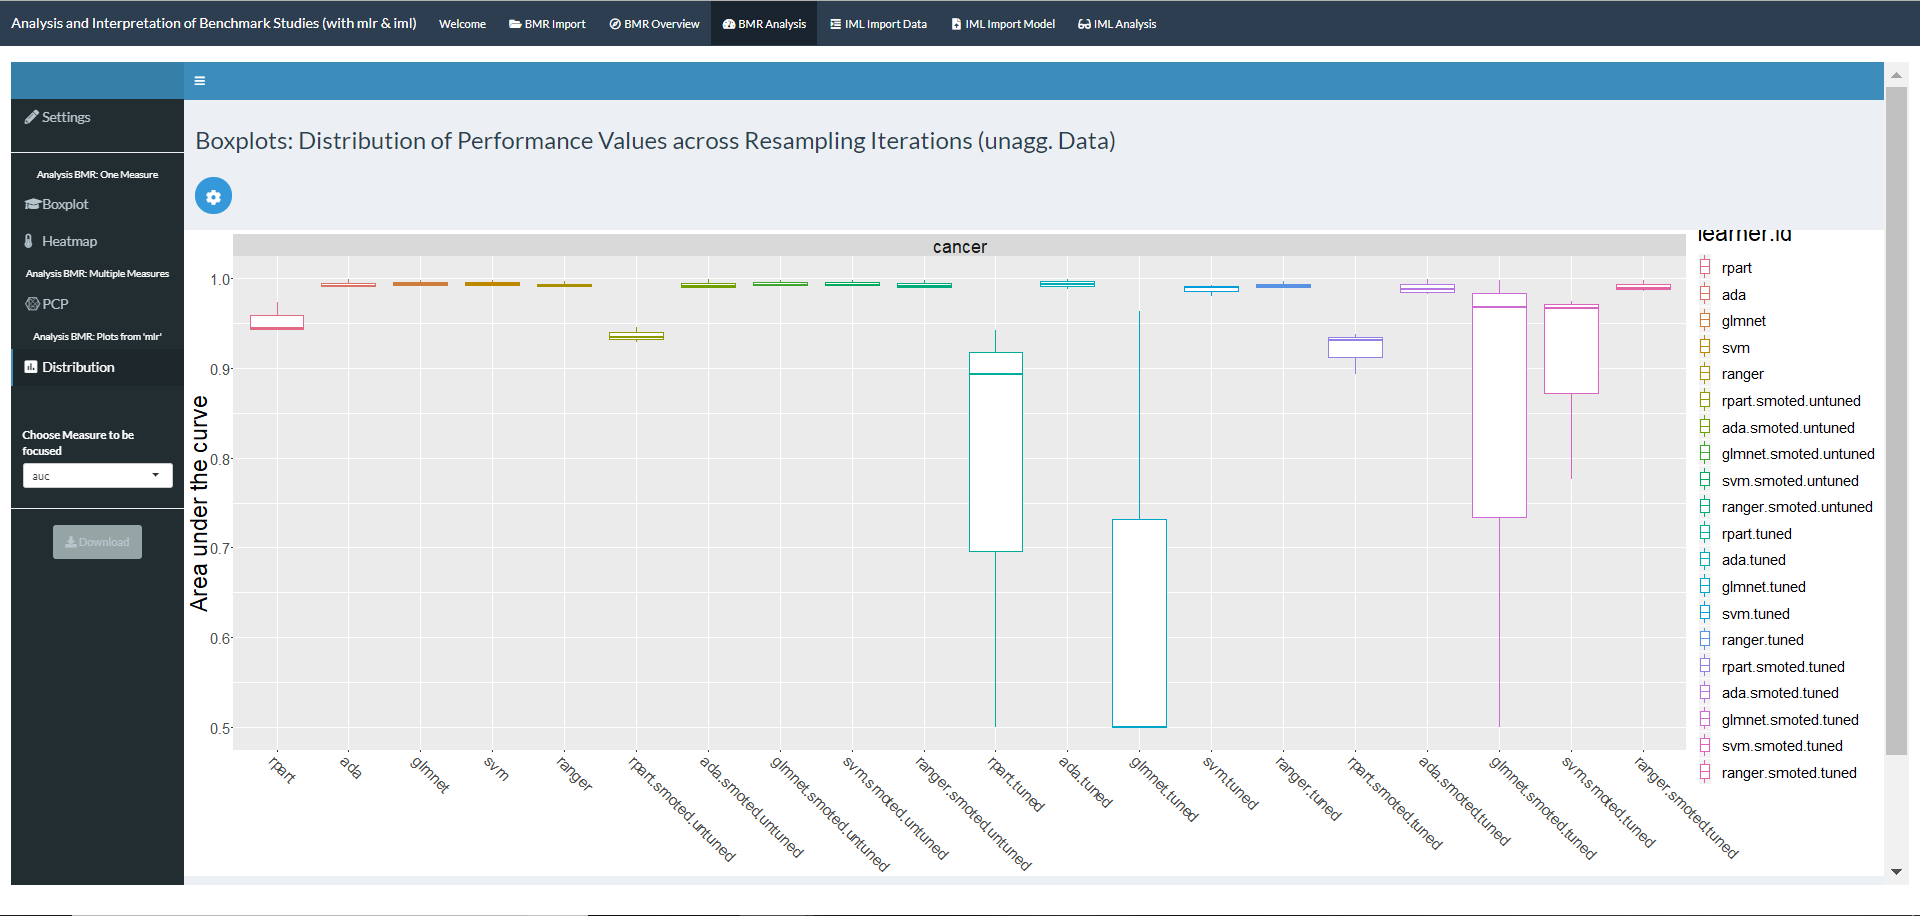 Analysis and Interpretation of Benchmark Studies (with mlr & iml) Welcome BMR Import BMR Overview BMR Analysis IML Import Data IML Import Model IML Analysis
Settings
Analysis BMR: One Measure
Boxplot
Heatmap
Analysis BMR: Multiple Measures
PCP
Analysis BMR: Plots from 'mlr'
Distribution
Choose Measure to be
focused
auc
Download
Boxplots: Distribution of Performance Values across Resampling Iterations (unagg. Data)
cancer
Area under the curve
1.0
0.9
0.8
0.7
0.6
0.5
rpart
ada
glmnet
svm
ranger
rpart.smoted.untuned
ada.smoted.untuned
glmnet.smoted.untuned
svm.smoted.untuned
ranger.smoted.untuned
rpart.tuned
ada.tuned
glmnet.tuned
svm.tuned
ranger.tuned
rpart.smoted.tuned
ada.smoted.tuned
glmnet.smoted.tuned
svm.smoted.tuned
ranger.smoted.tuned
learner.id
rpart
ada
glmnet
svm
ranger
rpart.smoted.untuned
ada.smoted.untuned
glmnet.smoted.untuned
svm.smoted.untuned
ranger.smoted.untuned
rpart.tuned
ada.tuned
glmnet.tuned
svm.tuned
ranger.tuned
rpart.smoted.tuned
ada.smoted.tuned
glmnet.smoted.tuned
svm.smoted.tuned
ranger.smoted.tuned